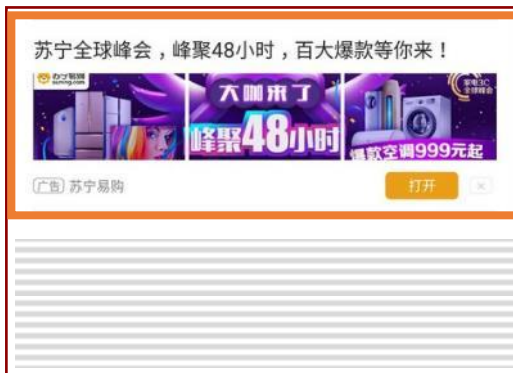 苏宁全球峰会，峰聚48小时，百大爆款等你来！
苏宁易购
suning.com
大咖来了
家电3C
全球峰会
峰聚48小时
爆款空调999元起
广告 苏宁易购
打开